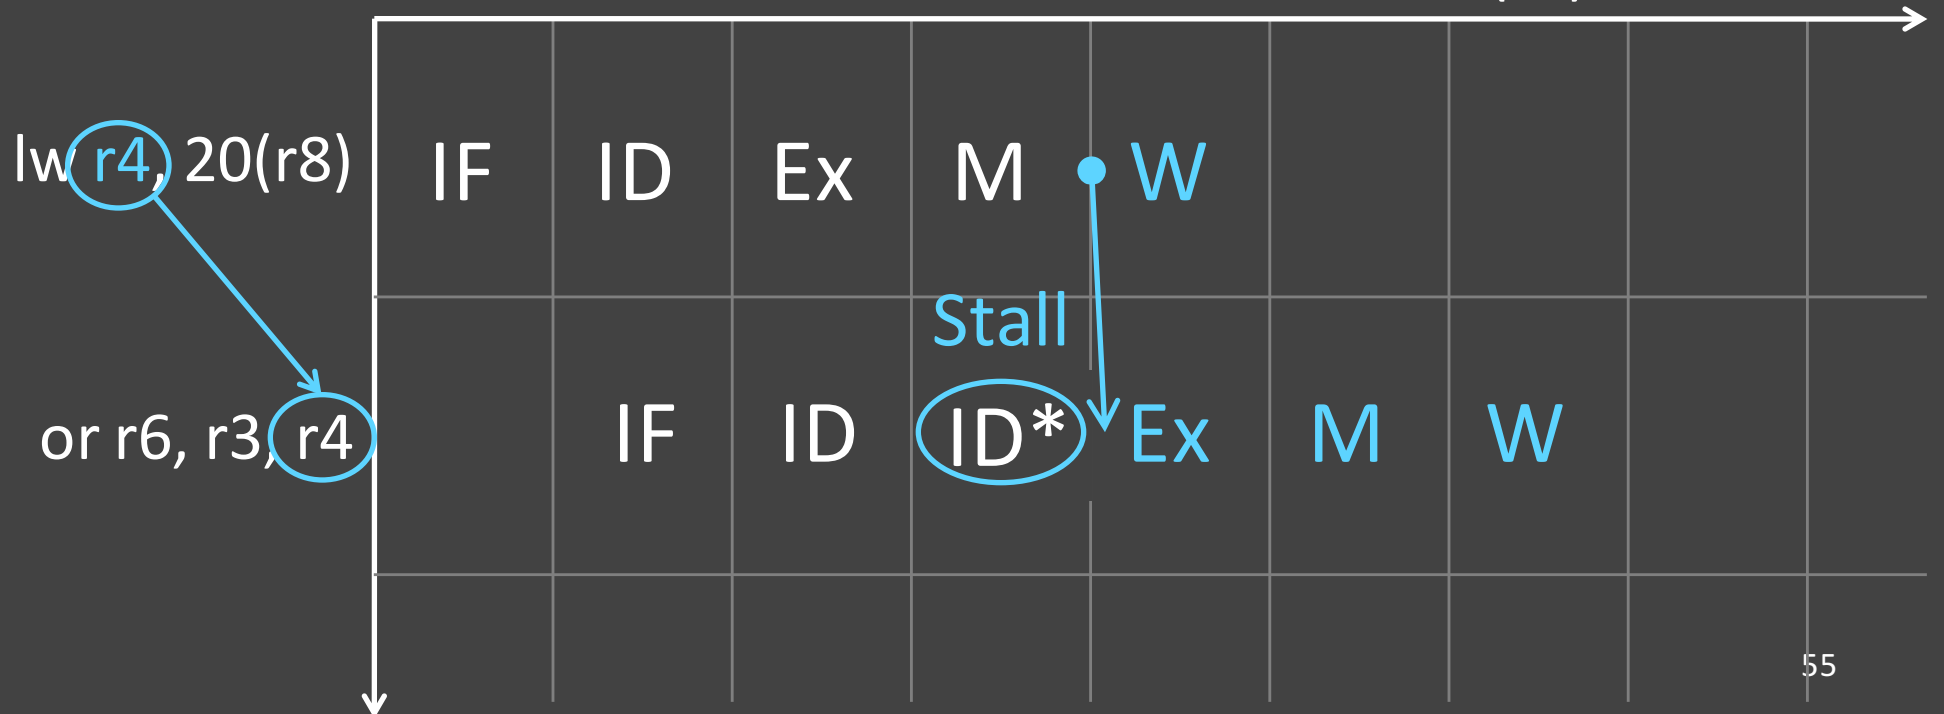 lw r4, 20(r8) IF ID Ex M W
Stall
or r6, r3, r4 IF ID ID* Ex M W
55